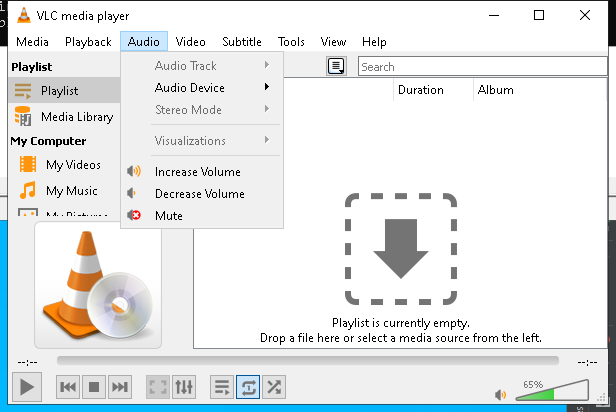 VLC media player
Media Playback Audio Video Subtitle Tools View Help
Playlist
Playlist
Media Library
My Computer
My Videos
My Music
My Pictures
Audio Track
Audio Device
Stereo Mode
Visualizations
Increase Volume
Decrease Volume
Mute
Search
Duration Album
Playlist is currently empty.
Drop a file here or select a media source from the left.
--:-- --:--
65%